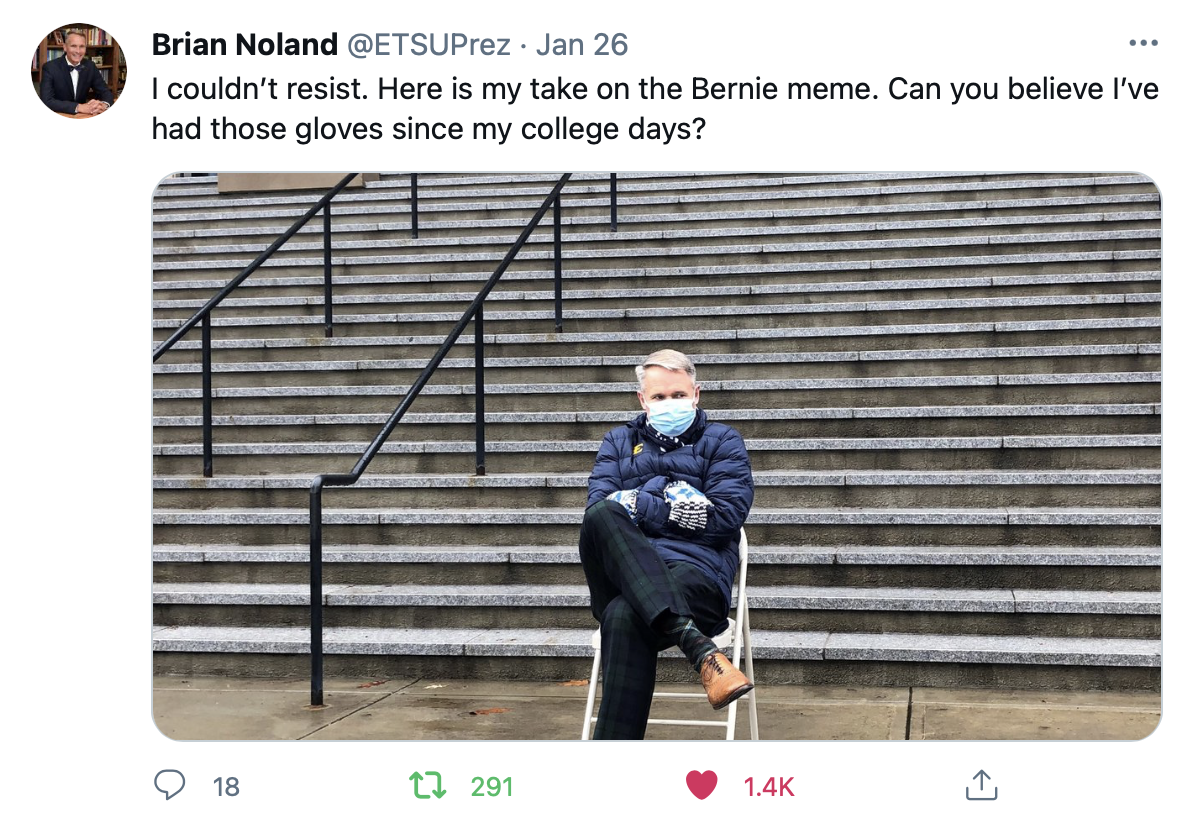 Brian Noland @ETSUPrez · Jan 26
I couldn’t resist. Here is my take on the Bernie meme. Can you believe I’ve
had those gloves since my college days?
18 291 1.4K